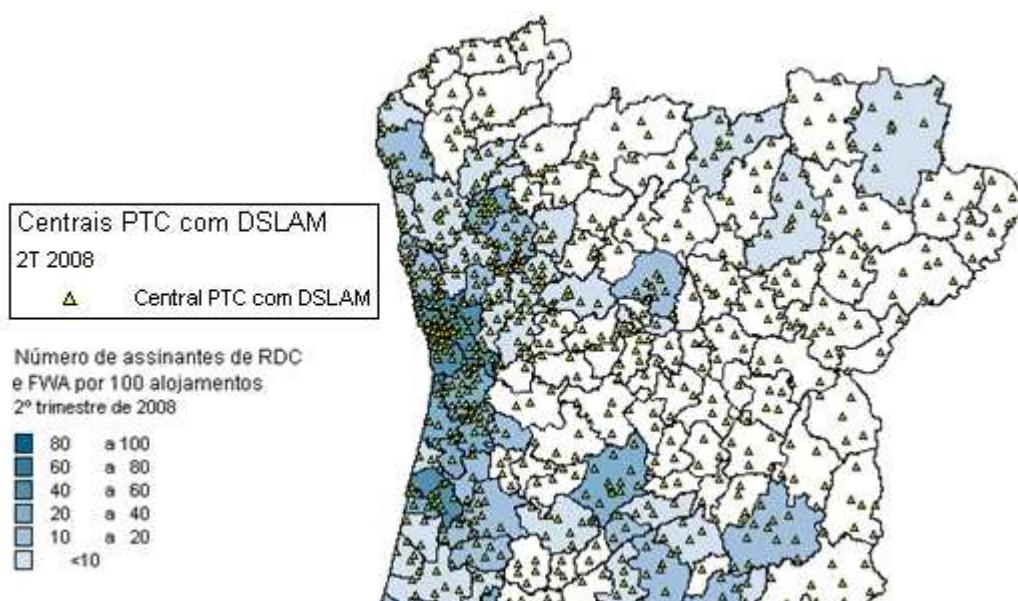 Centrais PTC com DSLAM
2T 2008
Central PTC com DSLAM
Número de assinantes de RDC
e FWA por 100 alojamentos
2º trimestre de 2008
80 a 100
60 a 80
40 a 60
20 a 40
10 a 20
<10